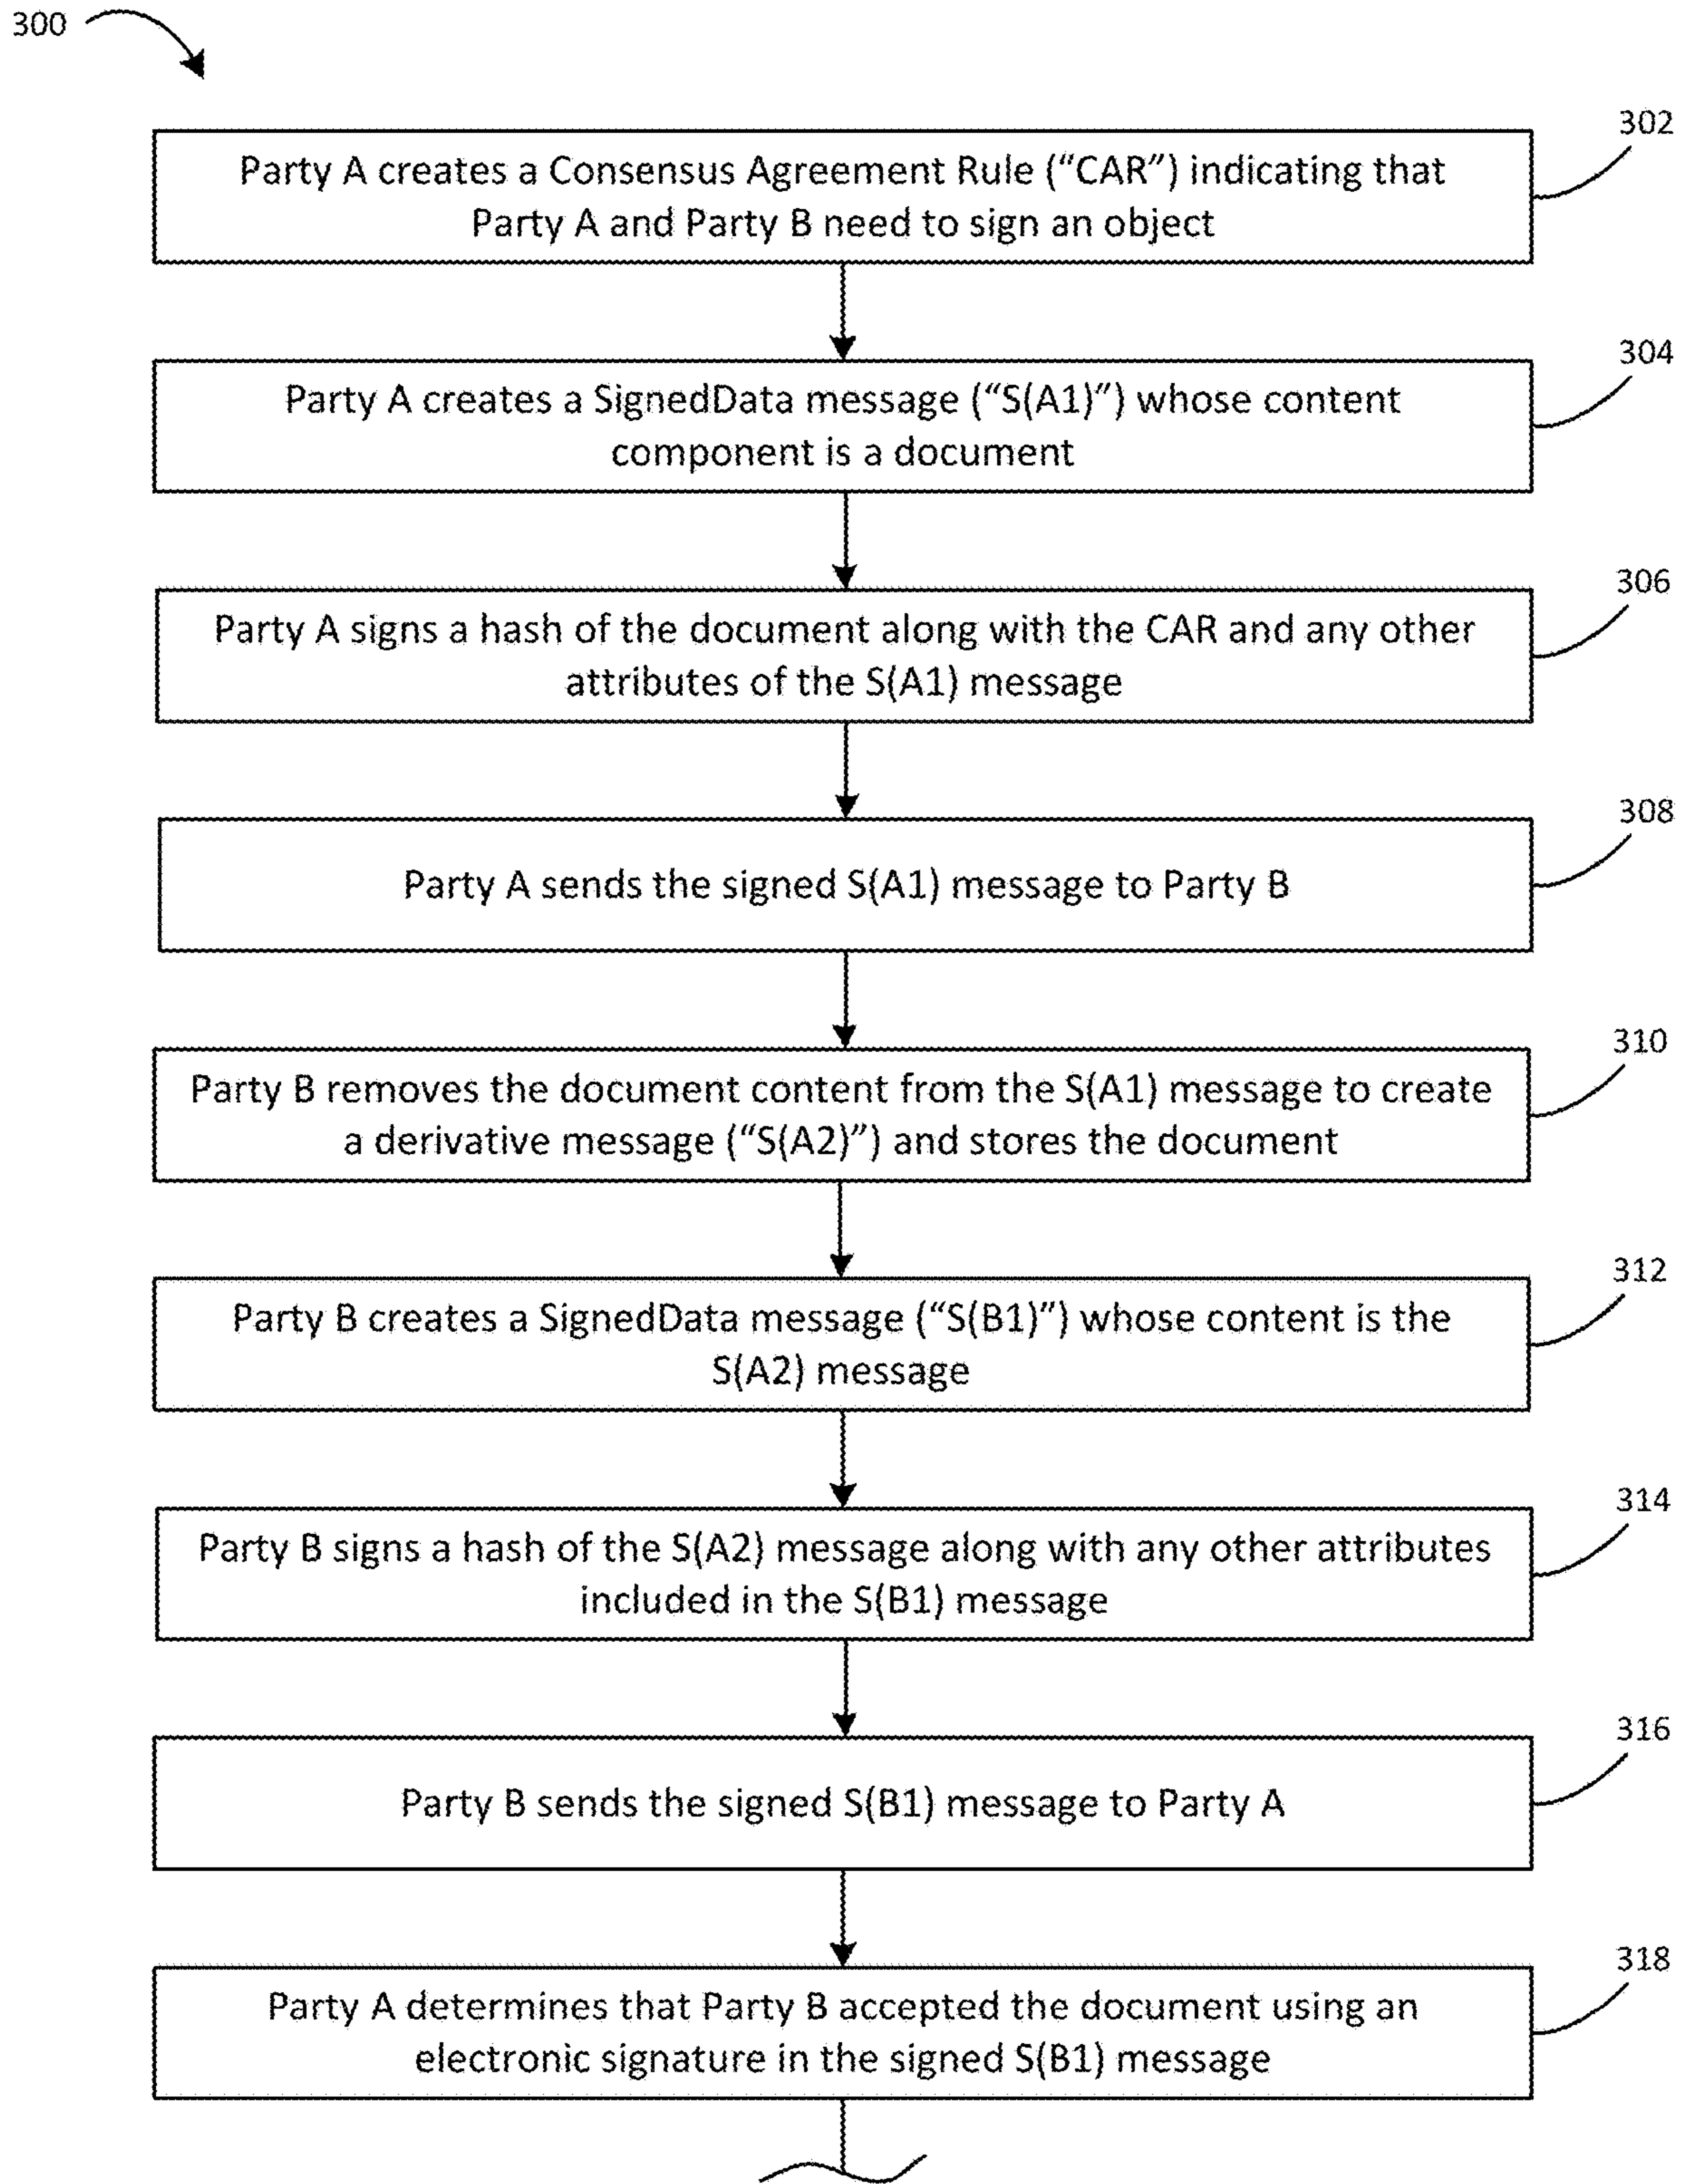 300
302
Party A creates a Consensus Agreement Rule (“CAR”) indicating that
Party A and Party B need to sign an object
304
Party A creates a SignedData message (“S(A1)”) whose content
component is a document
306
Party A signs a hash of the document along with the CAR and any other
attributes of the S(A1) message
308
Party A sends the signed S(A1) message to Party B
310
Party B removes the document content from the S(A1) message to create
a derivative message (“S(A2)”) and stores the document
312
Party B creates a SignedData message (“S(B1)”) whose content is the
S(A2) message
314
Party B signs a hash of the S(A2) message along with any other attributes
included in the S(B1) message
316
Party B sends the signed S(B1) message to Party A
318
Party A determines that Party B accepted the document using an
electronic signature in the signed S(B1) message